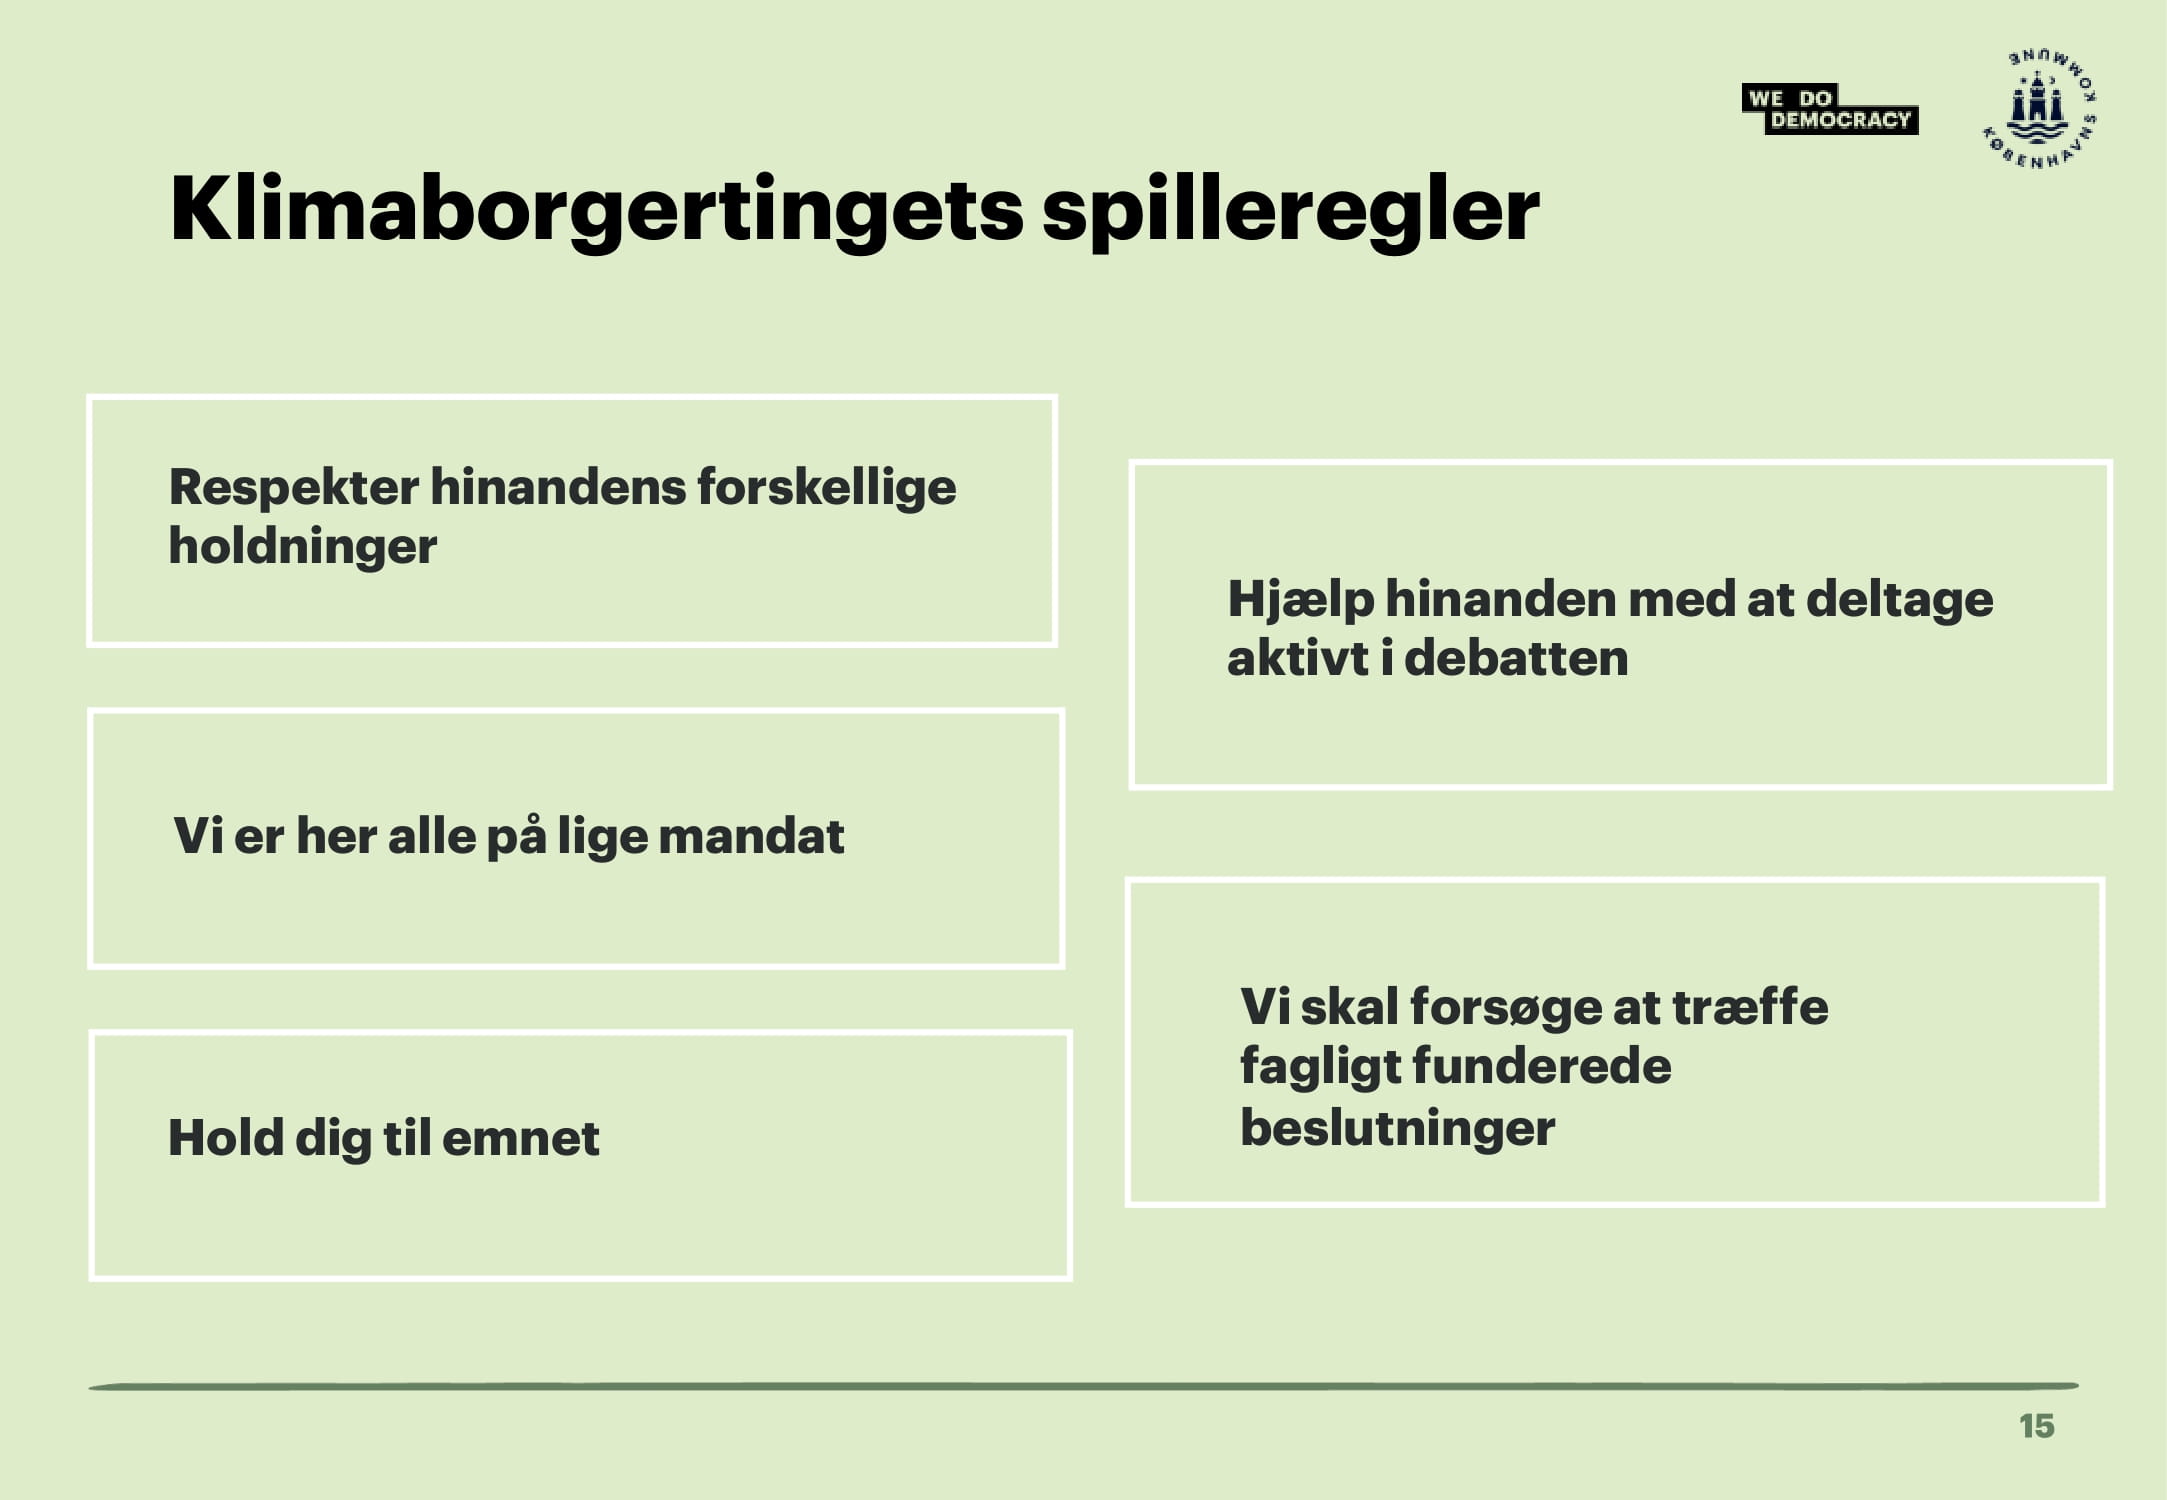 WE DO
DEMOCRACY
KØBENHAVNS KOMMUNE
Klimaborgertingets spilleregler
Respekter hinandens forskellige
holdninger
Vi er her alle på lige mandat
Hold dig til emnet
Hjælp hinanden med at deltage
aktivt i debatten
Vi skal forsøge at træffe
fagligt funderede
beslutninger
15